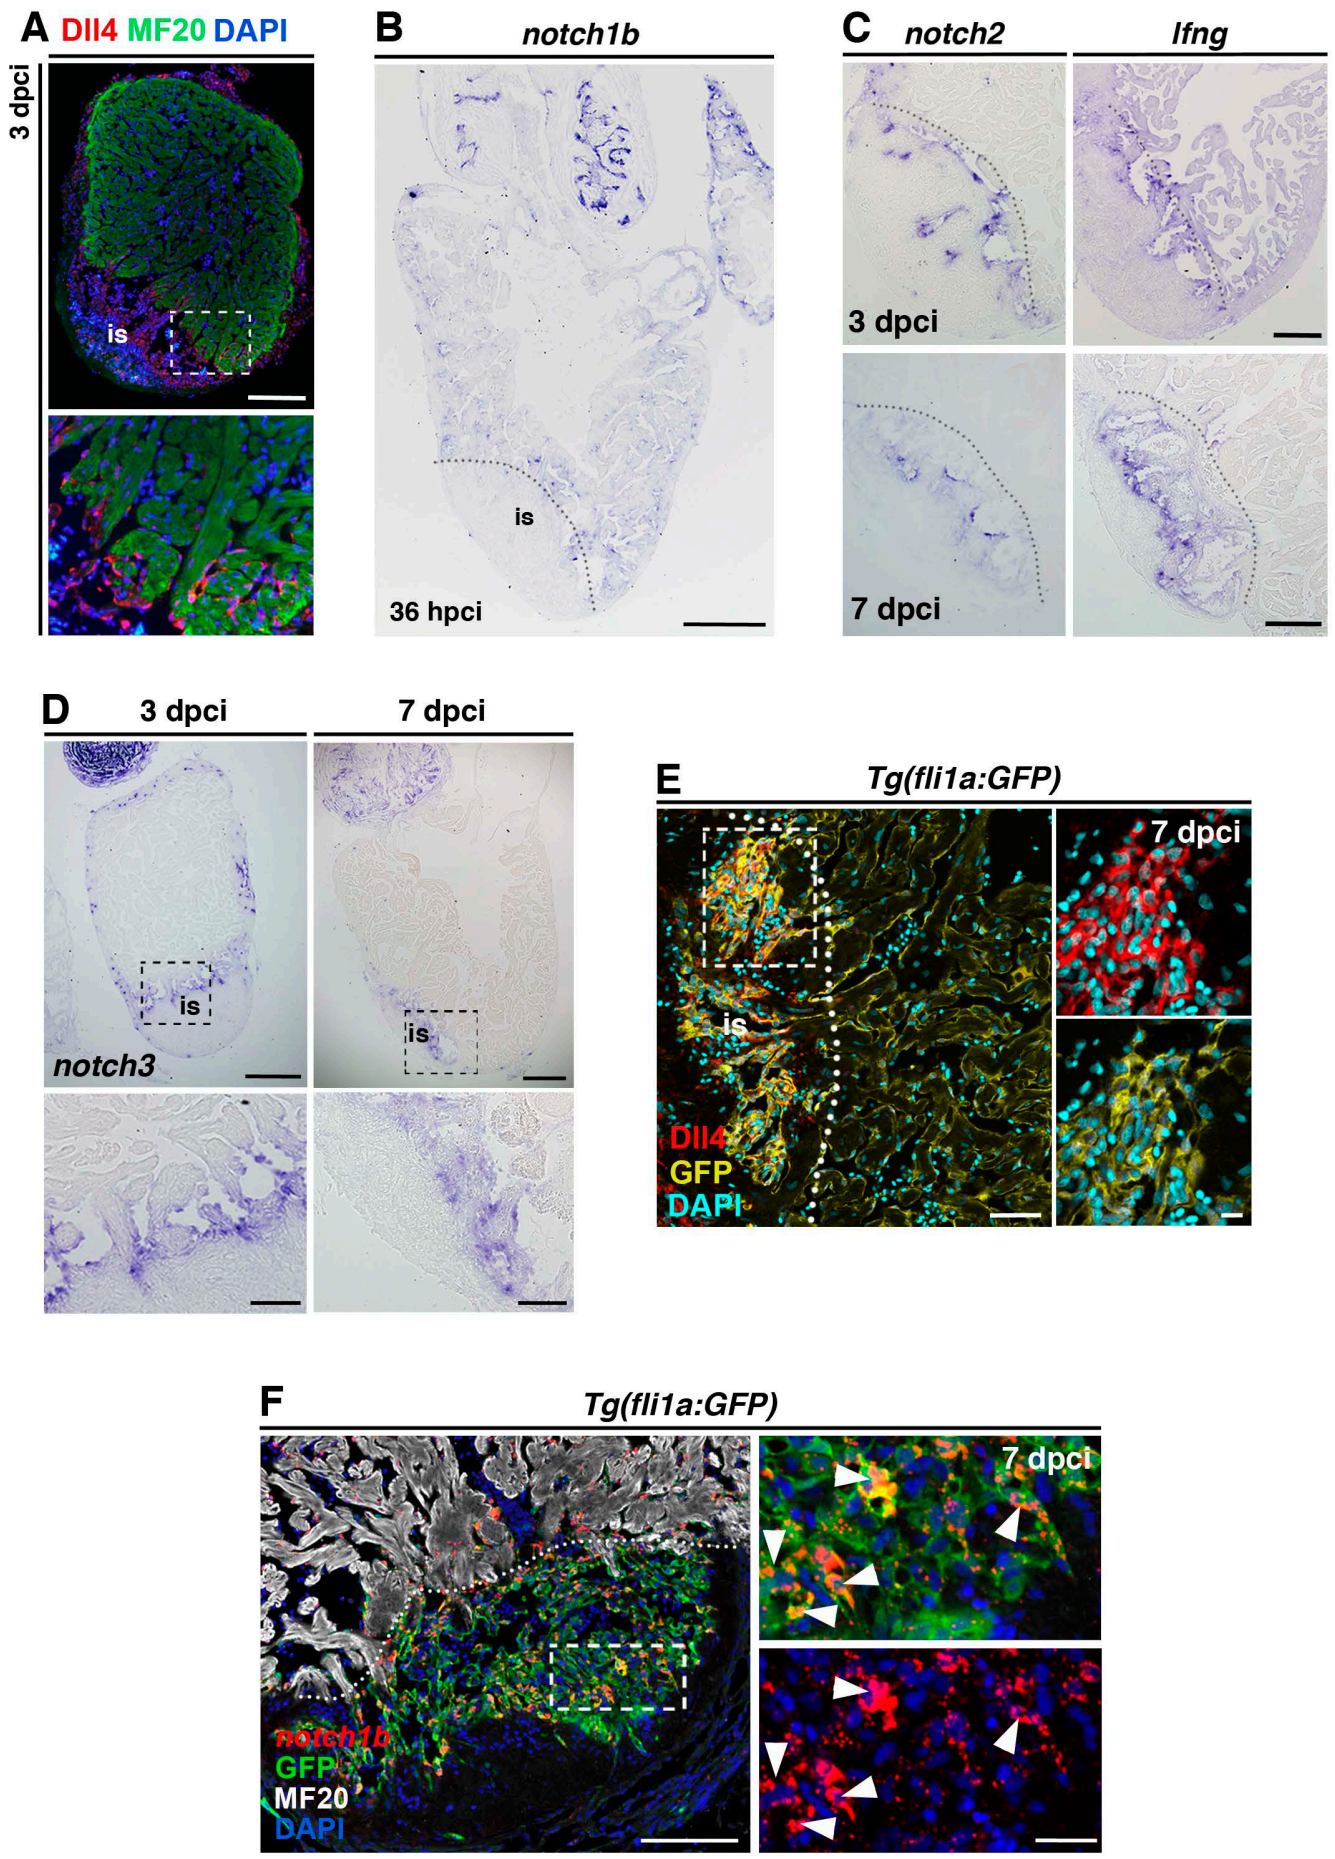 A
Dll4 MF20 DAPI
3 dpci
is
B
notch1b
is
36 hpci
C
notch2
lfng
3 dpci
7 dpci
D
3 dpci
7 dpci
is
notch3
is
E
Tg(fli1a:GFP)
is
Dll4
GFP
DAPI
7 dpci
F
Tg(fli1a:GFP)
notch1b
GFP
MF20
DAPI
7 dpci